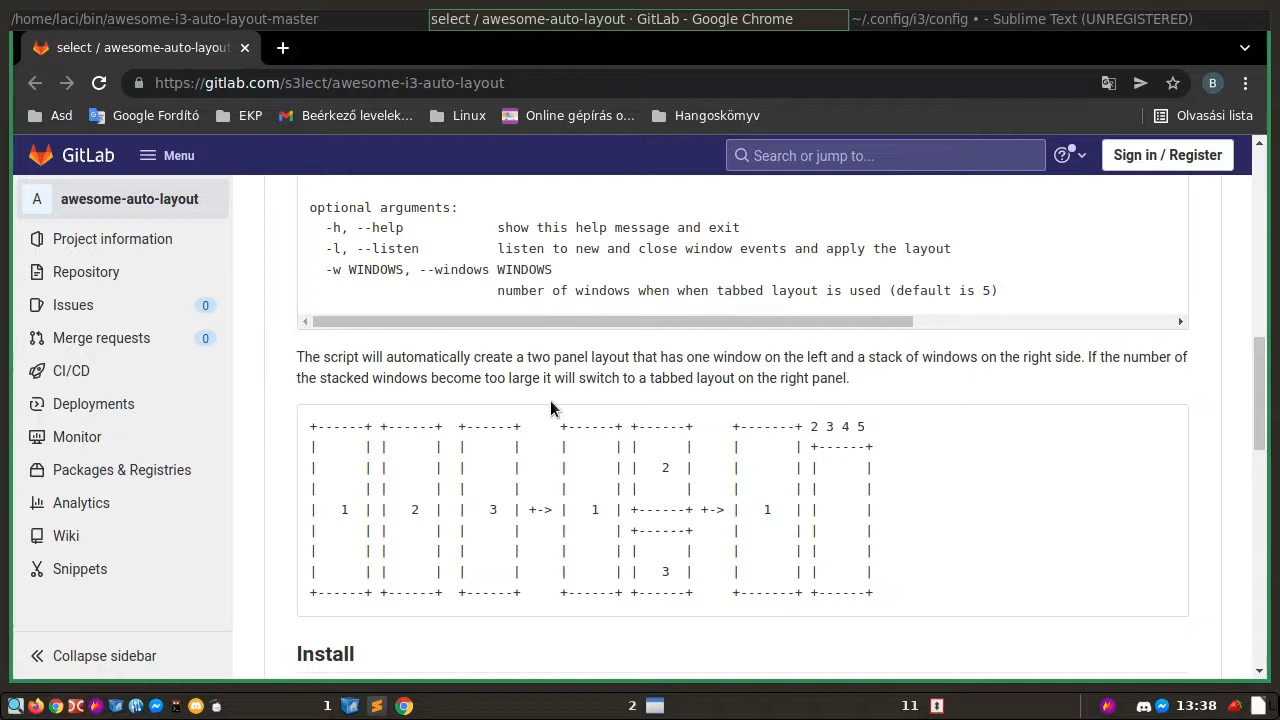 /home/laci/bin/awesome-i3-auto-layout-master
select / awesome-auto-layout · GitLab - Google Chrome
~/.config/i3/config • - Sublime Text (UNREGISTERED)
select / awesome-auto-layout
https://gitlab.com/s3lect/awesome-i3-auto-layout
B
Asd
Google Fordító
EKP
Beérkező levelek...
Linux
Online gépírás o...
Hangoskönyv
Olvasási lista
GitLab
Menu
Search or jump to...
Sign in / Register
A
awesome-auto-layout
Project information
Repository
Issues 0
Merge requests 0
CI/CD
Deployments
Monitor
Packages & Registries
Analytics
Wiki
Snippets
Collapse sidebar
optional arguments:
  -h, --help            show this help message and exit
  -l, --listen          listen to new and close window events and apply the layout
  -w WINDOWS, --windows WINDOWS
                        number of windows when when tabbed layout is used (default is 5)
The script will automatically create a two panel layout that has one window on the left and a stack of windows on the right side. If the number of
the stacked windows become too large it will switch to a tabbed layout on the right panel.
+------+ +------+  +------+     +------+ +------+     +-------+ 2 3 4 5
|      | |      |  |      |     |      | |      |     |       | +------+
|      | |      |  |      |     |      | |   2  |     |       | |      |
|      | |      |  |      |     |      | |      |     |       | |      |
|   1  | |   2  |  |   3  | +-> |   1  | +------+ +-> |   1   | |      |
|      | |      |  |      |     |      | +------+     |       | |      |
|      | |      |  |      |     |      | |      |     |       | |      |
|      | |      |  |      |     |      | |   3  |     |       | |      |
+------+ +------+  +------+     +------+ +------+     +-------+ +------+
Install
1
2
11
13:38